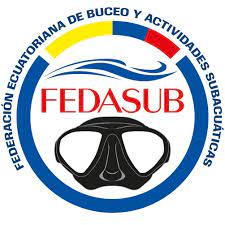 FEDERACIÓN ECUATORIANA DE BUCEO Y ACTIVIDADES SUBACUÁTICAS
FEDASUB